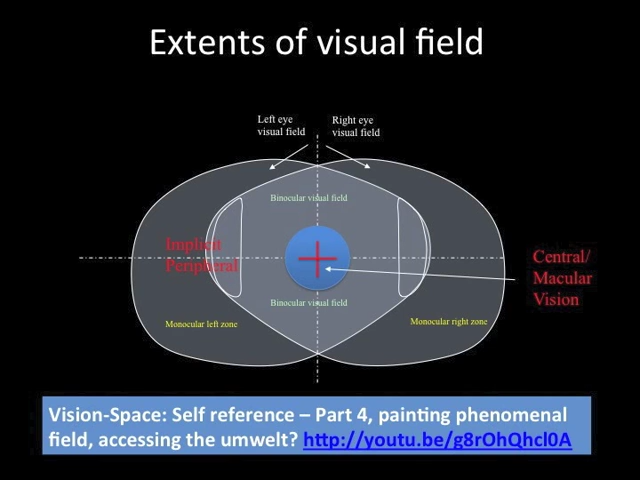 Extents of visual field
Left eye
visual field
Right eye
visual field
Binocular visual field
Implicit
Peripheral
Central/
Macular
Vision
Binocular visual field
Monocular left zone
Monocular right zone
Vision-Space: Self reference – Part 4, painting phenomenal
field, accessing the umwelt? http://youtu.be/g8rOhQhcl0A